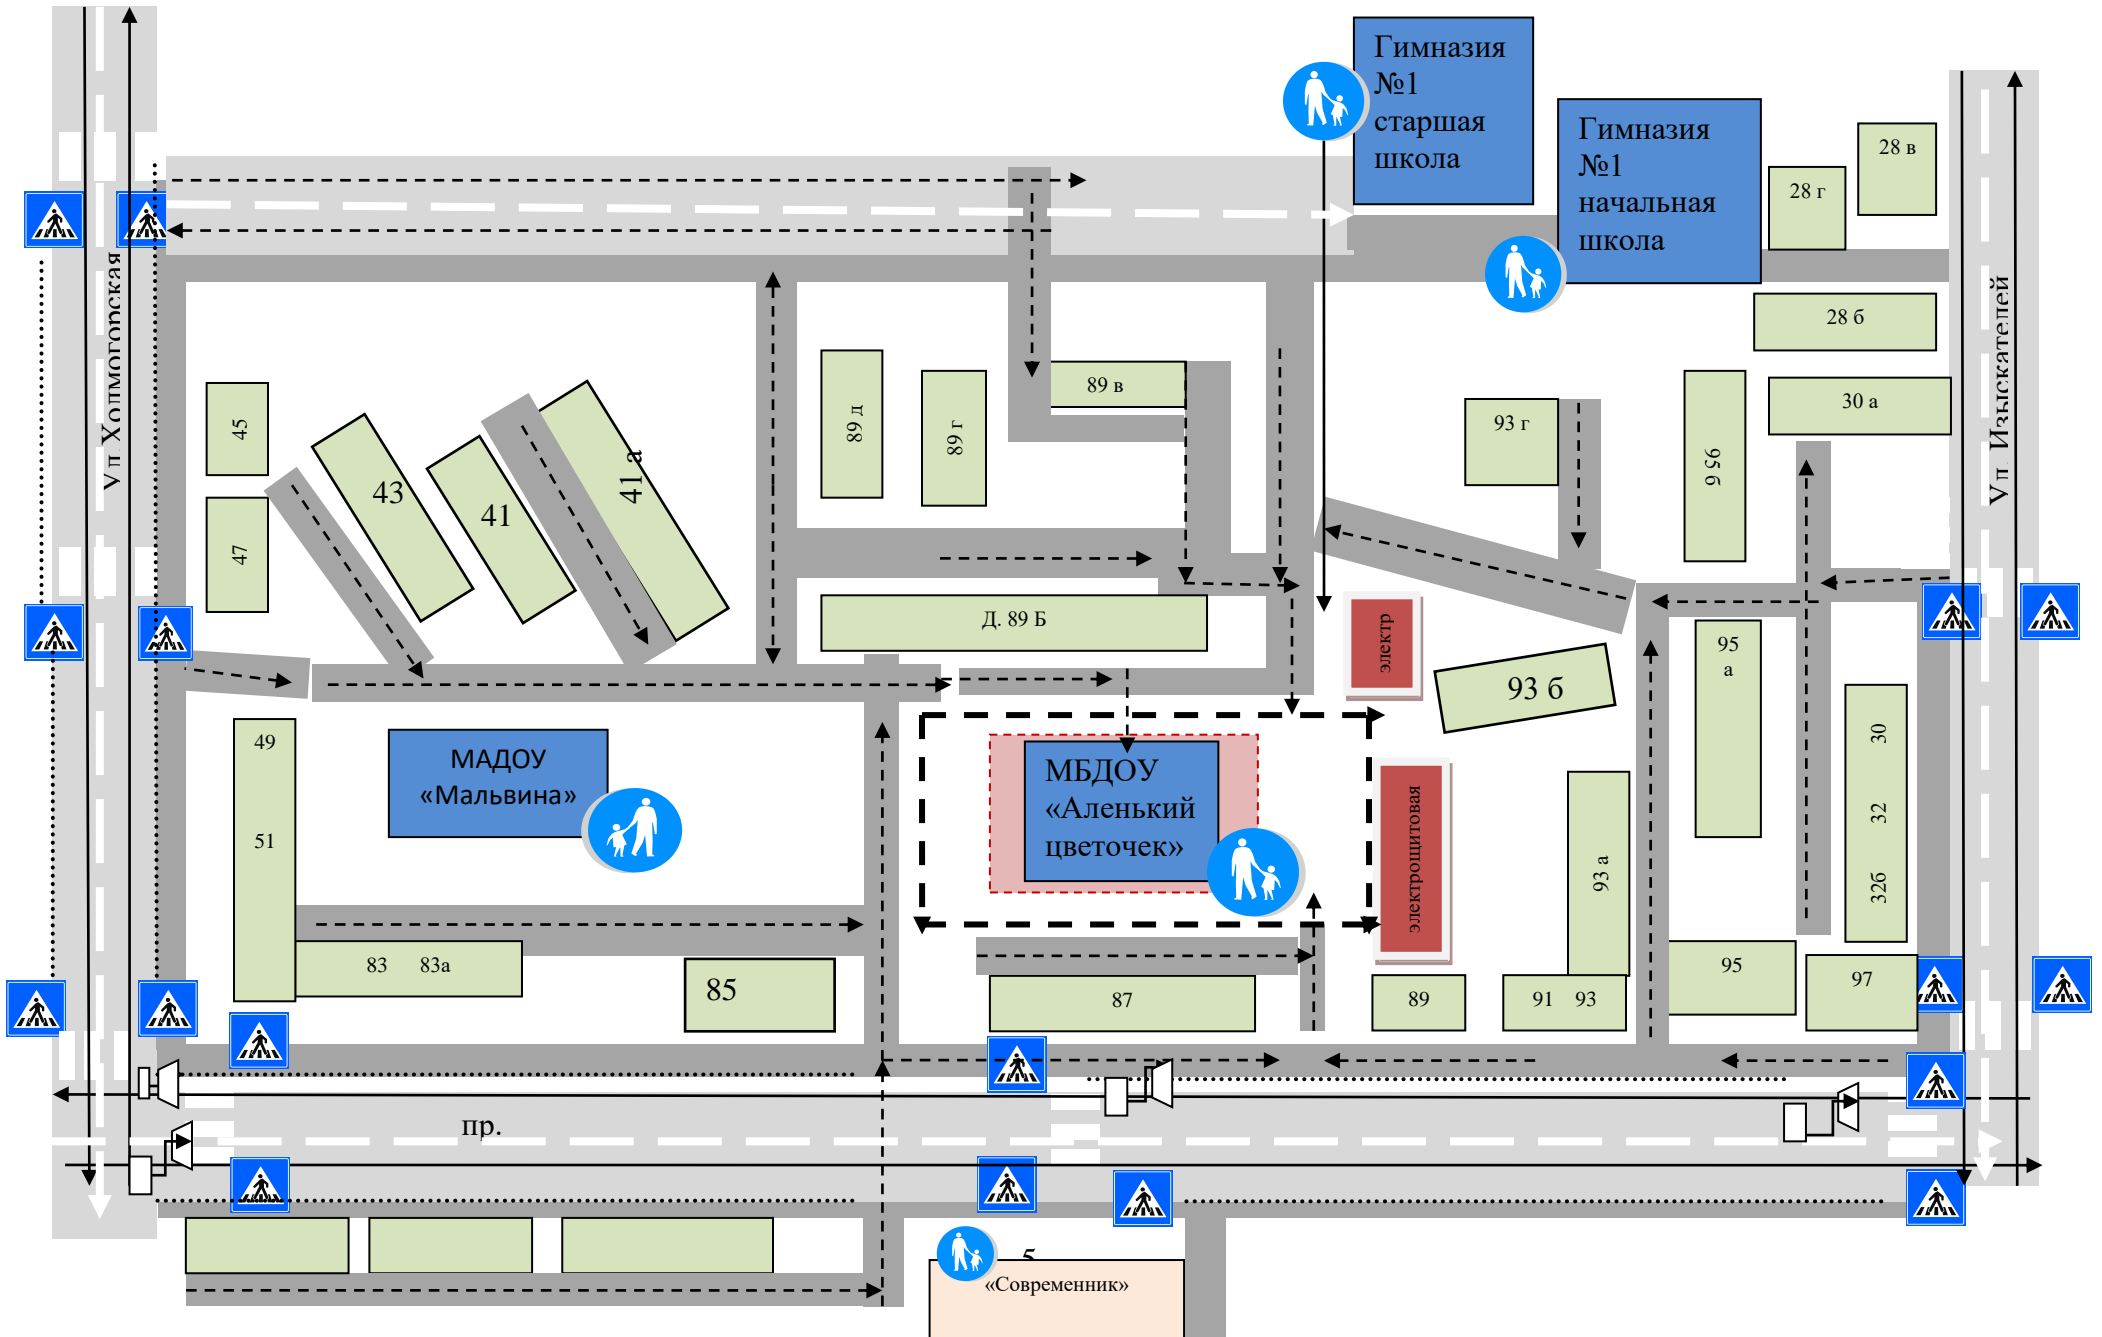 Гимназия
№1
старшая
школа
Гимназия
№1
начальная
школа
28 в
28 г
28 б
30 а
Ул. Холмогорская
Ул. Изыскателей
45
47
43
41
41 а
89 д
89 г
89 в
93 г
95 б
Д. 89 Б
электр
93 б
95
а
30
32
32б
49
51
МАДОУ
«Мальвина»
МБДОУ
«Аленький
цветочек»
электрощитовая
93 а
83 83а
85
87
89
91 93
95
97
пр.
5
«Современник»